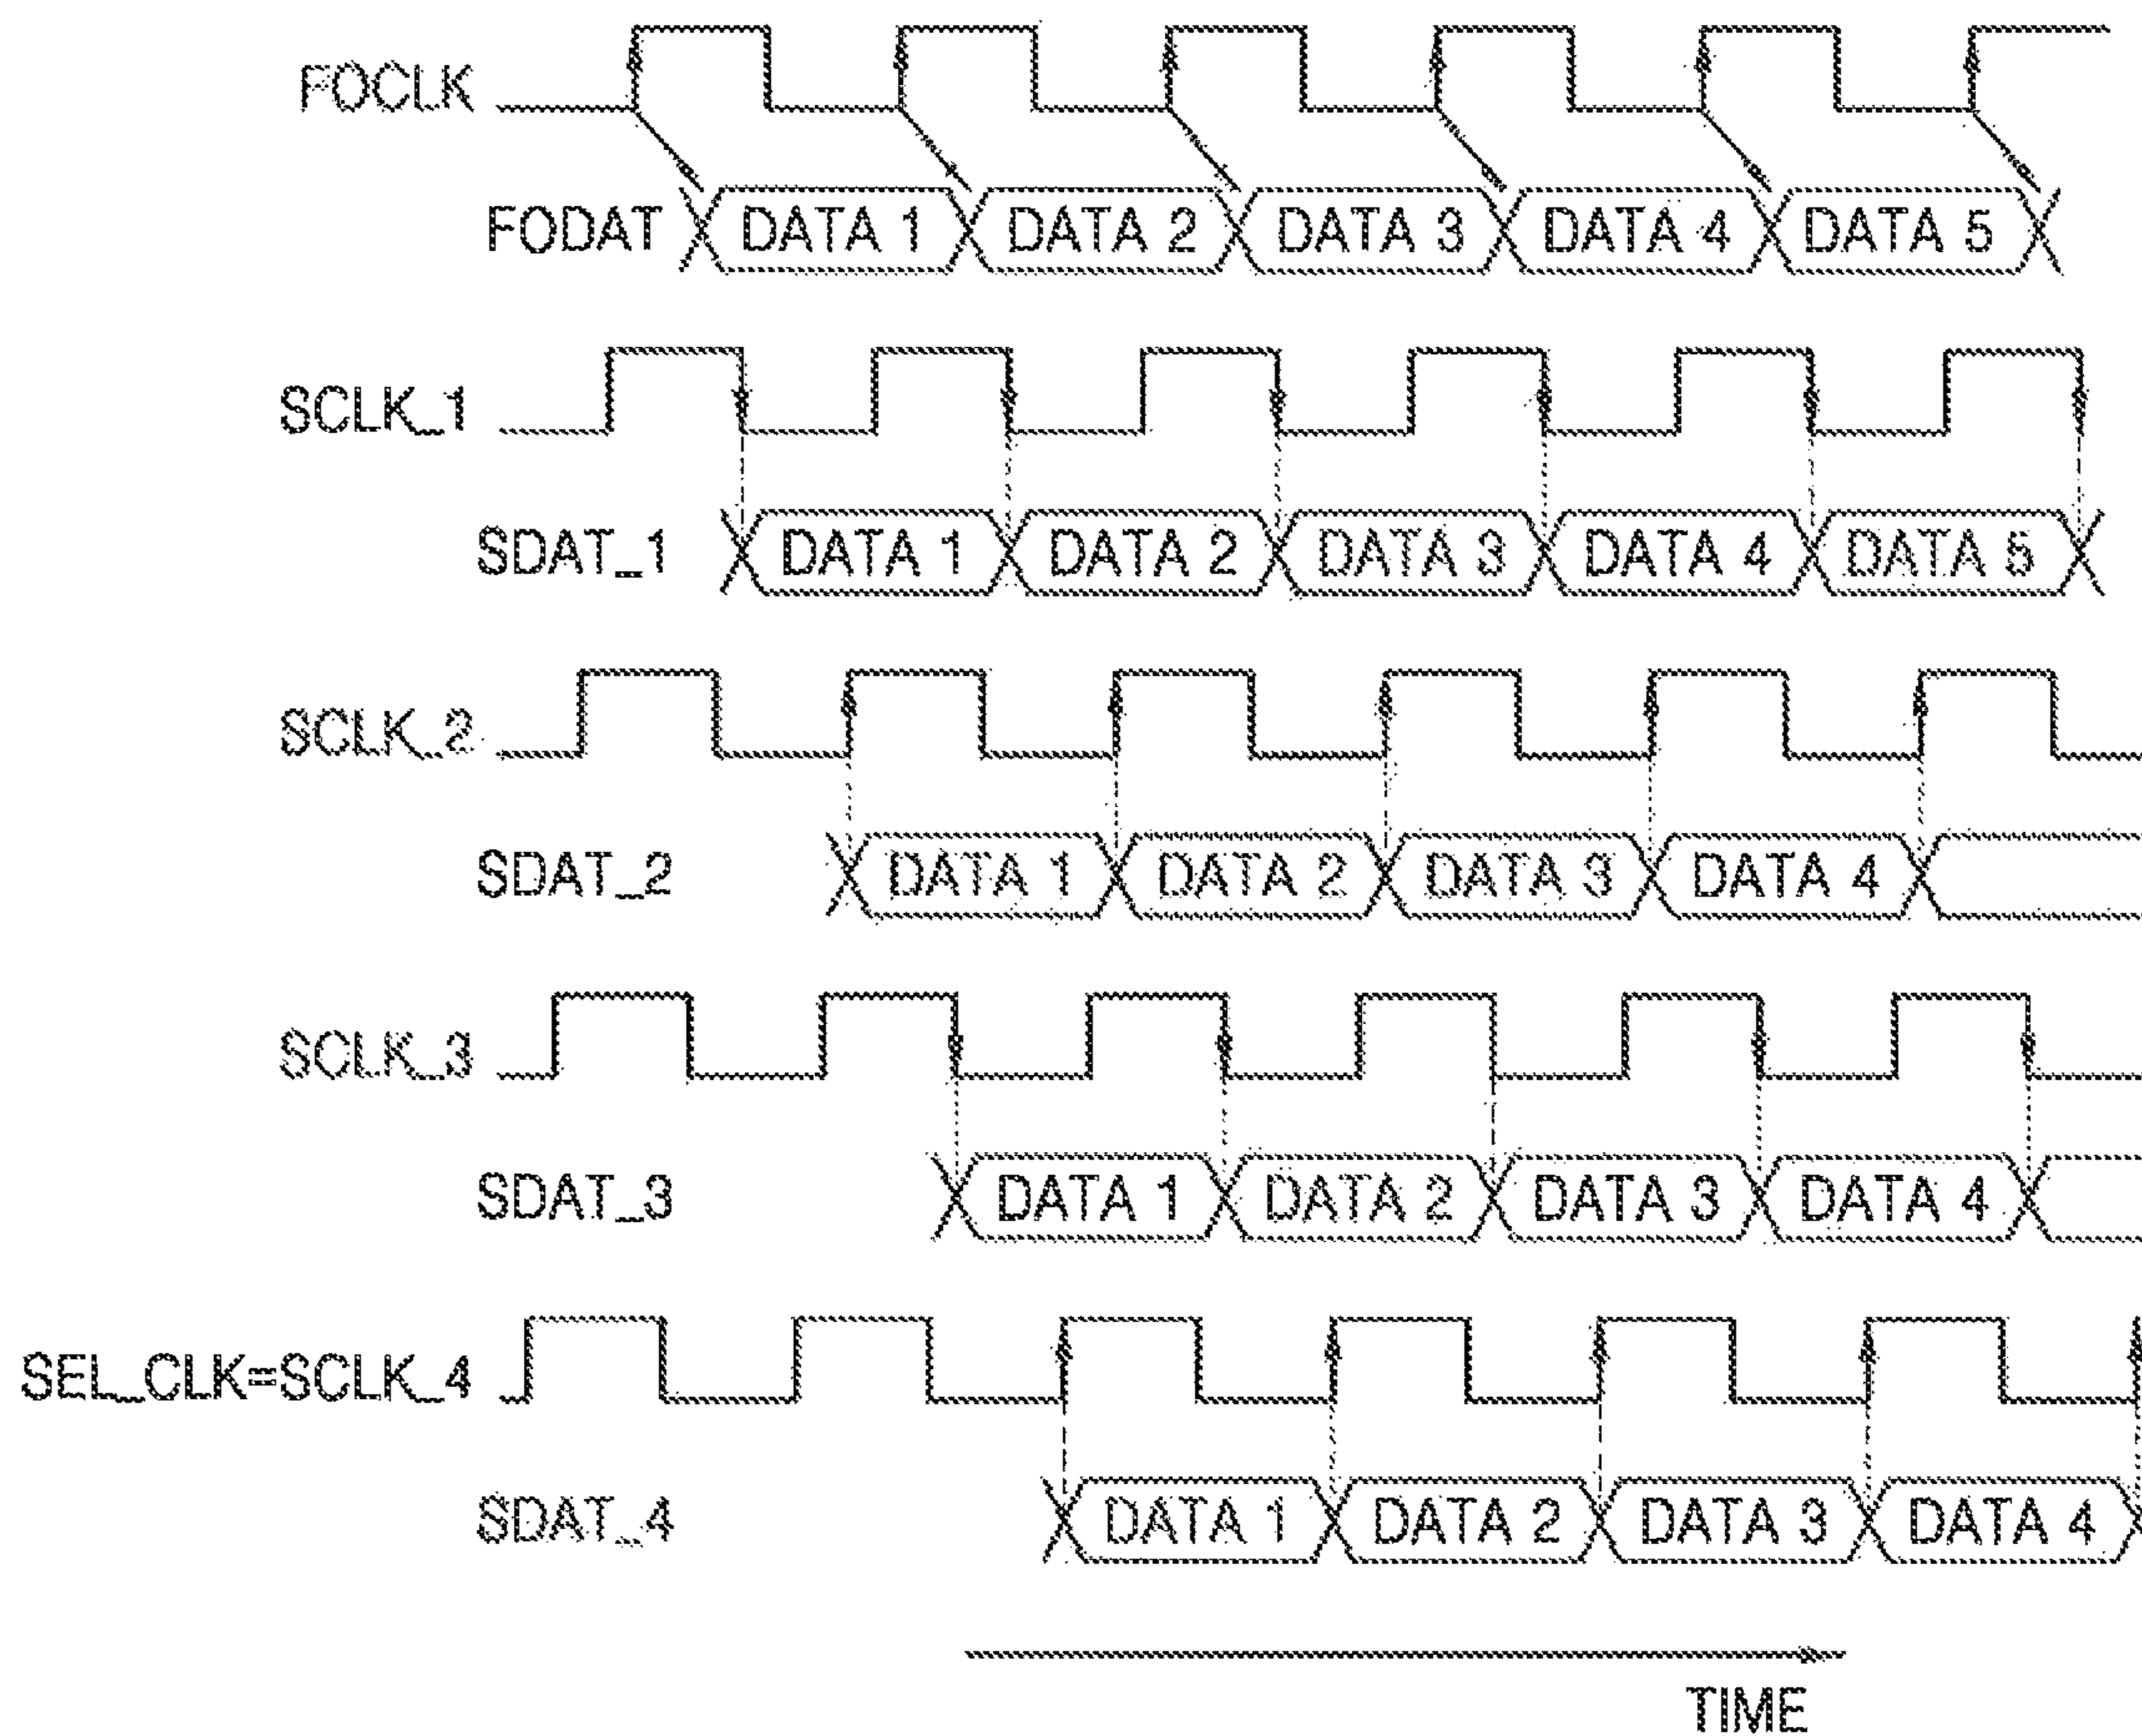 FOCLK
FODAT DATA 1 DATA 2 DATA 3 DATA 4 DATA 5
SCLK_1
SDAT_1 DATA 1 DATA 2 DATA 3 DATA 4 DATA 5
SCLK_2
SDAT_2 DATA 1 DATA 2 DATA 3 DATA 4
SCLK_3
SDAT_3 DATA 1 DATA 2 DATA 3 DATA 4
SEL_CLK=SCLK_4
SDAT_4 DATA 1 DATA 2 DATA 3 DATA 4
TIME